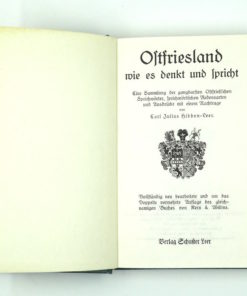 Ostfriesland
wie es denkt und spricht
Eine Sammlung der gangbarsten Ostfriesischen
Sprichwörter, sprichwörtlichen Redensarten
und Ausdrücke mit einem Nachtrage
von
Carl Julius Hibben-Leer.
Vollständig neu bearbeitete und um das
Doppelte vermehrte Auflage des gleich-
namigen Buches von Kern & Willms.
Verlag Schuster Leer